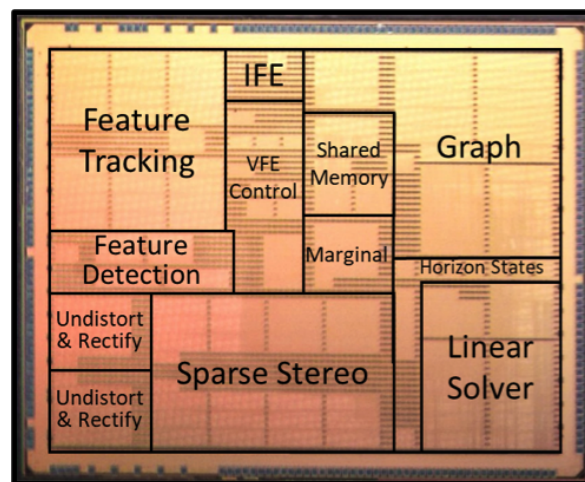 IFE
Feature
Tracking
VFE
Control
Shared
Memory
Graph
Feature
Detection
Marginal
Horizon States
Undistort
& Rectify
Sparse Stereo
Linear
Solver
Undistort
& Rectify